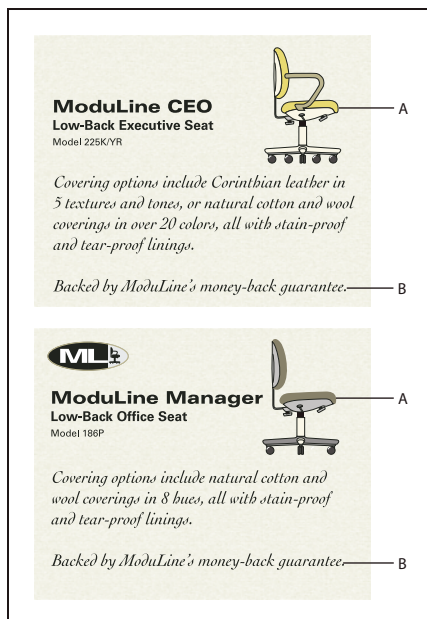 ModuLine CEO
Low-Back Executive Seat
Model 225K/YR
A
Covering options include Corinthian leather in
5 textures and tones, or natural cotton and wool
coverings in over 20 colors, all with stain-proof
and tear-proof linings.
Backed by ModuLine's money-back guarantee.
B
ML
ModuLine Manager
Low-Back Office Seat
Model 186P
A
Covering options include natural cotton and
wool coverings in 8 hues, all with stain-proof
and tear-proof linings.
Backed by ModuLine's money-back guarantee.
B